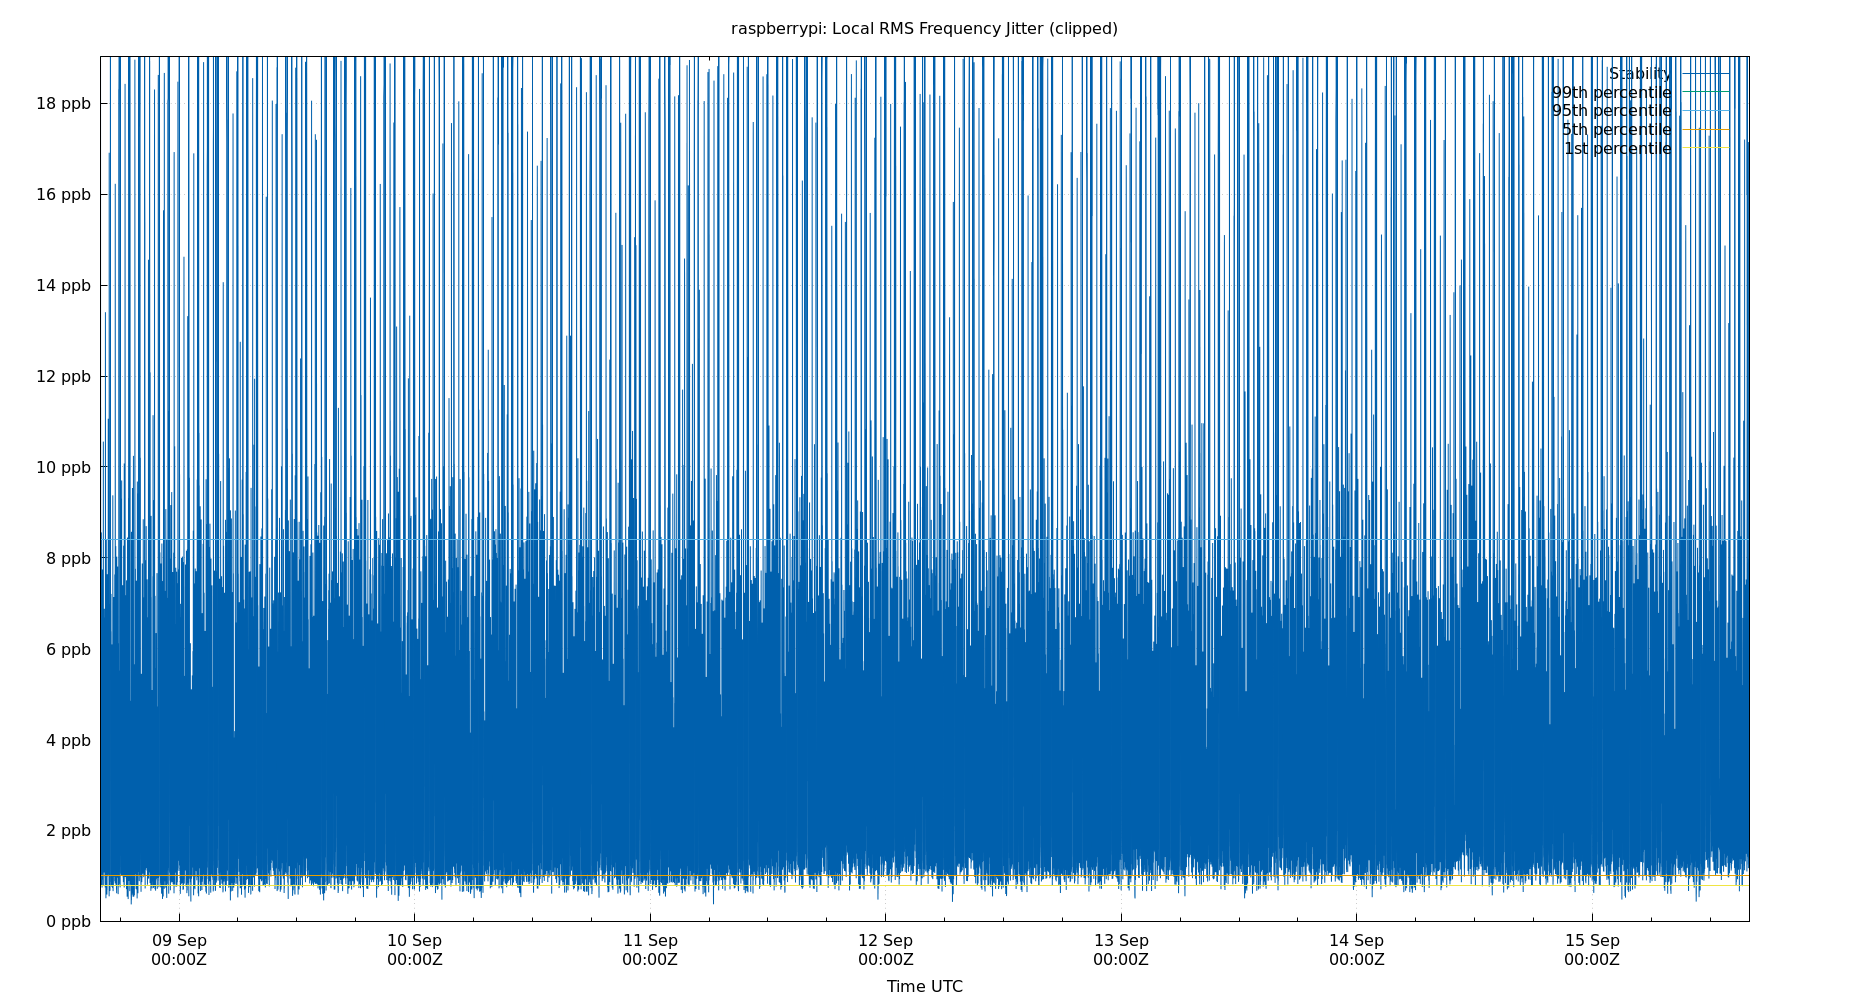 raspberrypi: Local RMS Frequency Jitter (clipped)
Stability
99th percentile
95th percentile
5th percentile
1st percentile
18 ppb
16 ppb
14 ppb
12 ppb
10 ppb
8 ppb
6 ppb
4 ppb
2 ppb
0 ppb
09 Sep 10 Sep 11 Sep 12 Sep 13 Sep 14 Sep 15 Sep
00:00Z 00:00Z 00:00Z 00:00Z 00:00Z 00:00Z 00:00Z
Time UTC